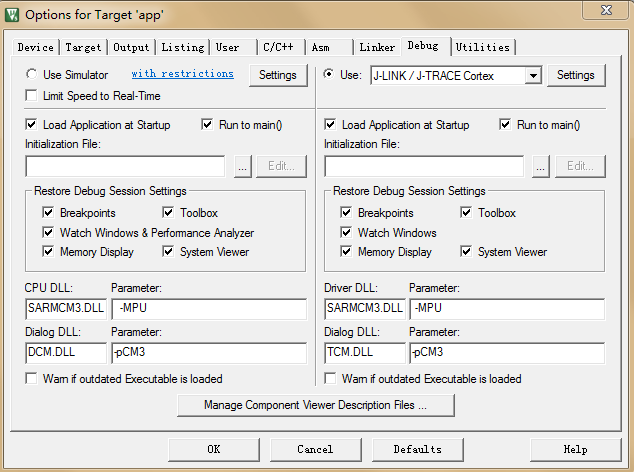 Options for Target 'app'
Device Target Output Listing User C/C++ Asm Linker Debug Utilities
Use Simulator with restrictions Settings
Limit Speed to Real-Time
Use: J-LINK / J-TRACE Cortex Settings
Load Application at Startup Run to main()
Initialization File:
... Edit...
Restore Debug Session Settings
Breakpoints Toolbox
Watch Windows & Performance Analyzer
Memory Display System Viewer
Load Application at Startup Run to main()
Initialization File:
... Edit...
Restore Debug Session Settings
Breakpoints Toolbox
Watch Windows
Memory Display System Viewer
CPU DLL: Parameter:
SARMCM3.DLL -MPU
Dialog DLL: Parameter:
DCM.DLL -pCM3
Warn if outdated Executable is loaded
Driver DLL: Parameter:
SARMCM3.DLL -MPU
Dialog DLL: Parameter:
TCM.DLL -pCM3
Warn if outdated Executable is loaded
Manage Component Viewer Description Files ...
OK Cancel Defaults Help